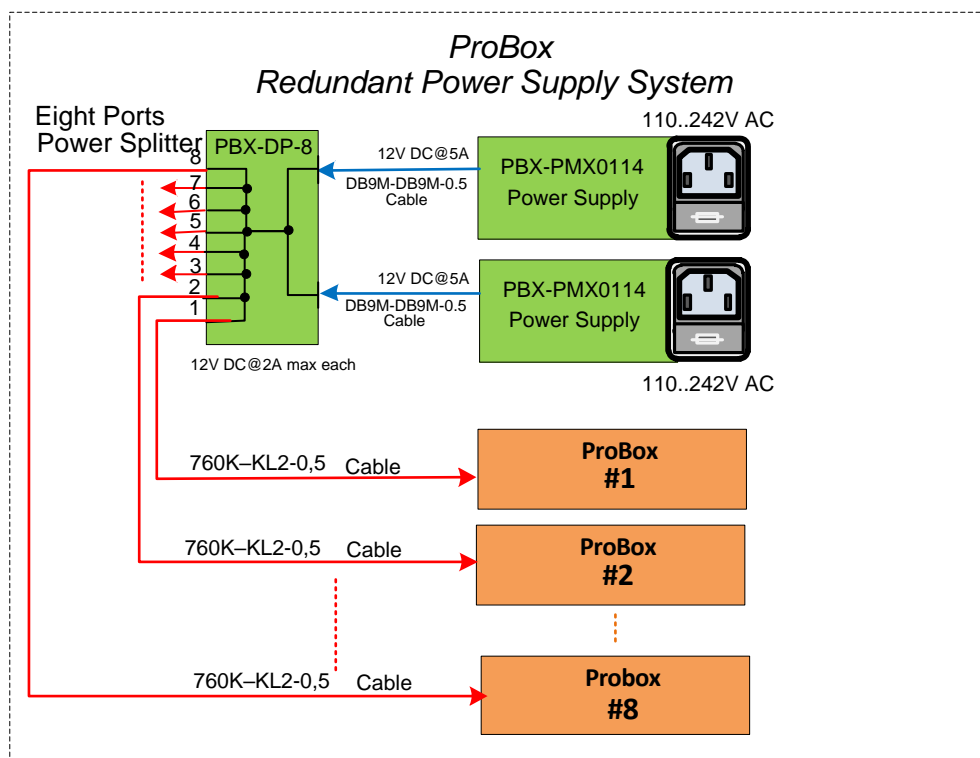 ProBox
Redundant Power Supply System
Eight Ports
Power Splitter
110..242V AC
PBX-DP-8
8
7
6
5
4
3
2
1
12V DC@5A
DB9M-DB9M-0.5
Cable
PBX-PMX0114
Power Supply
12V DC@5A
DB9M-DB9M-0.5
Cable
PBX-PMX0114
Power Supply
12V DC@2A max each
110..242V AC
760K–KL2-0,5 Cable
ProBox
#1
760K–KL2-0,5 Cable
ProBox
#2
760K–KL2-0,5 Cable
Probox
#8